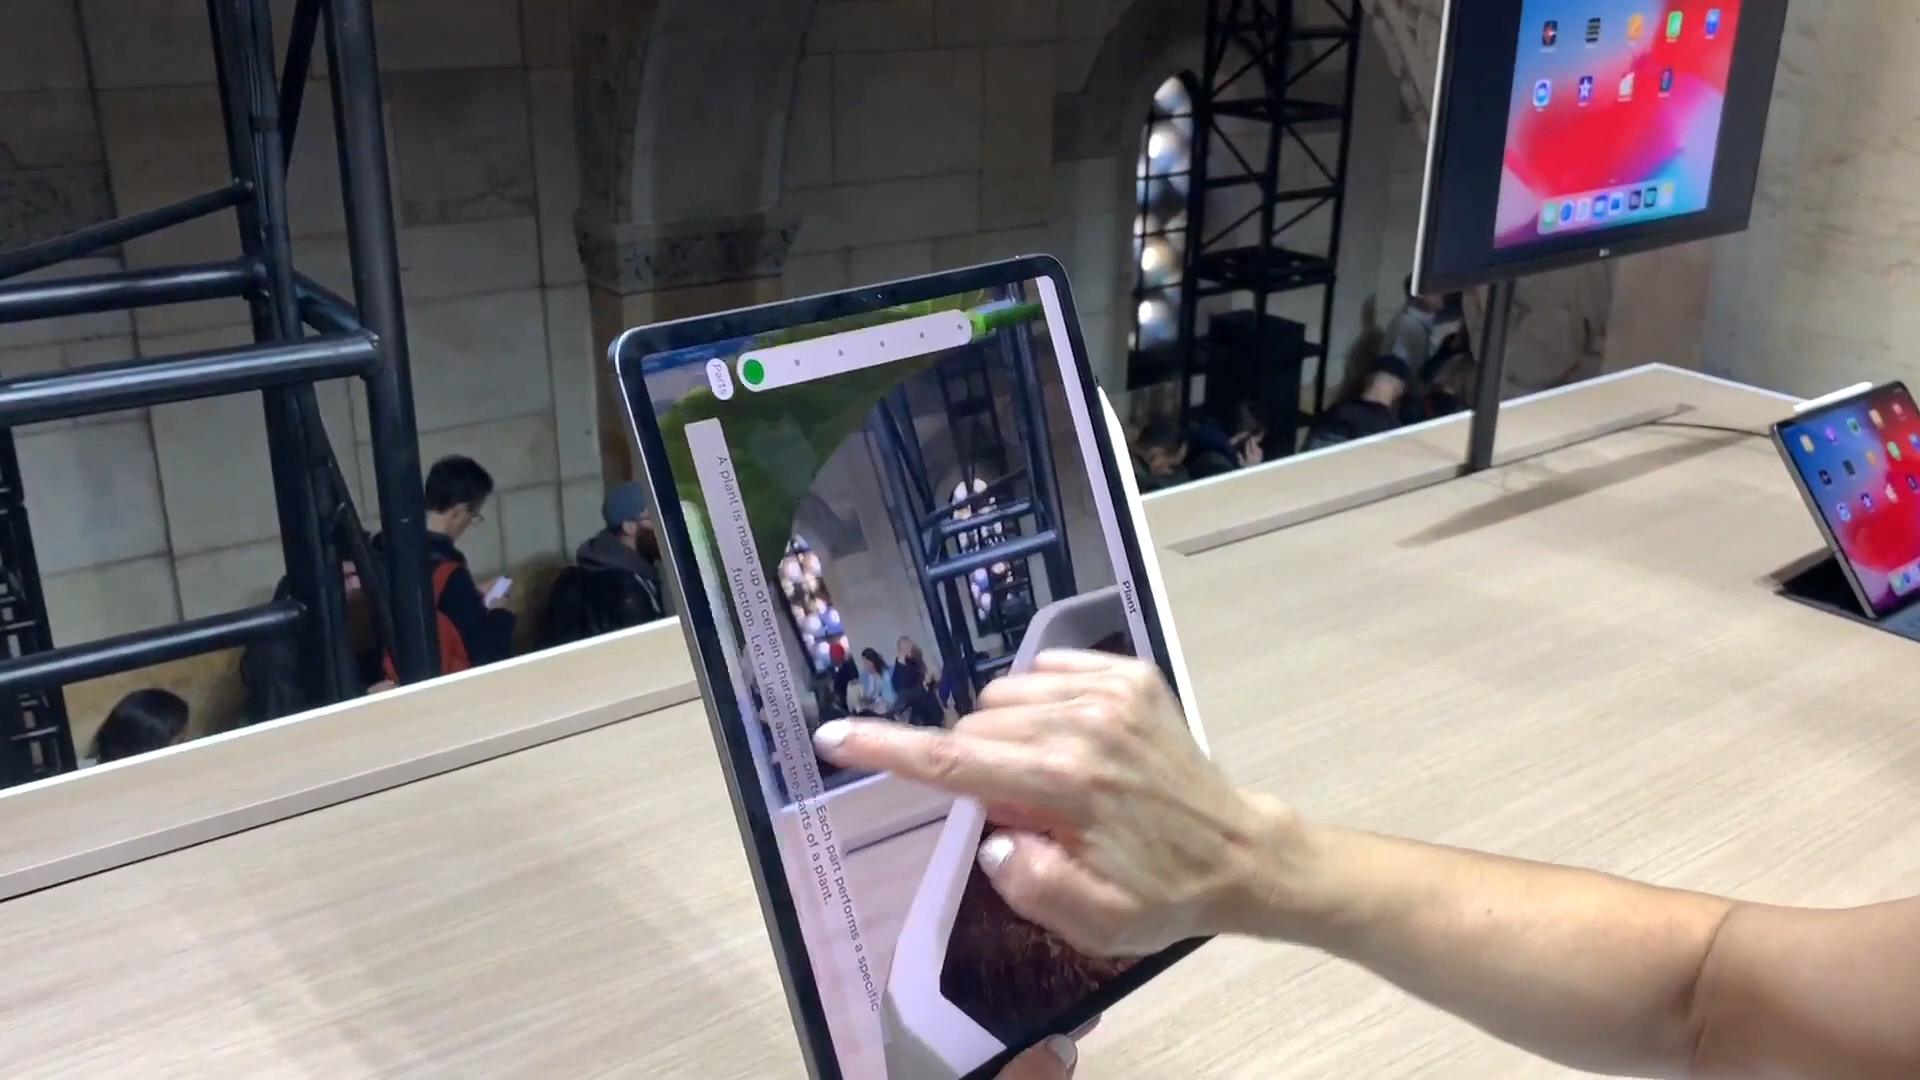 Plant
Parts
A plant is made up of certain characteris parts. Each part performs a specific
function. Let us learn about the parts of a plant.